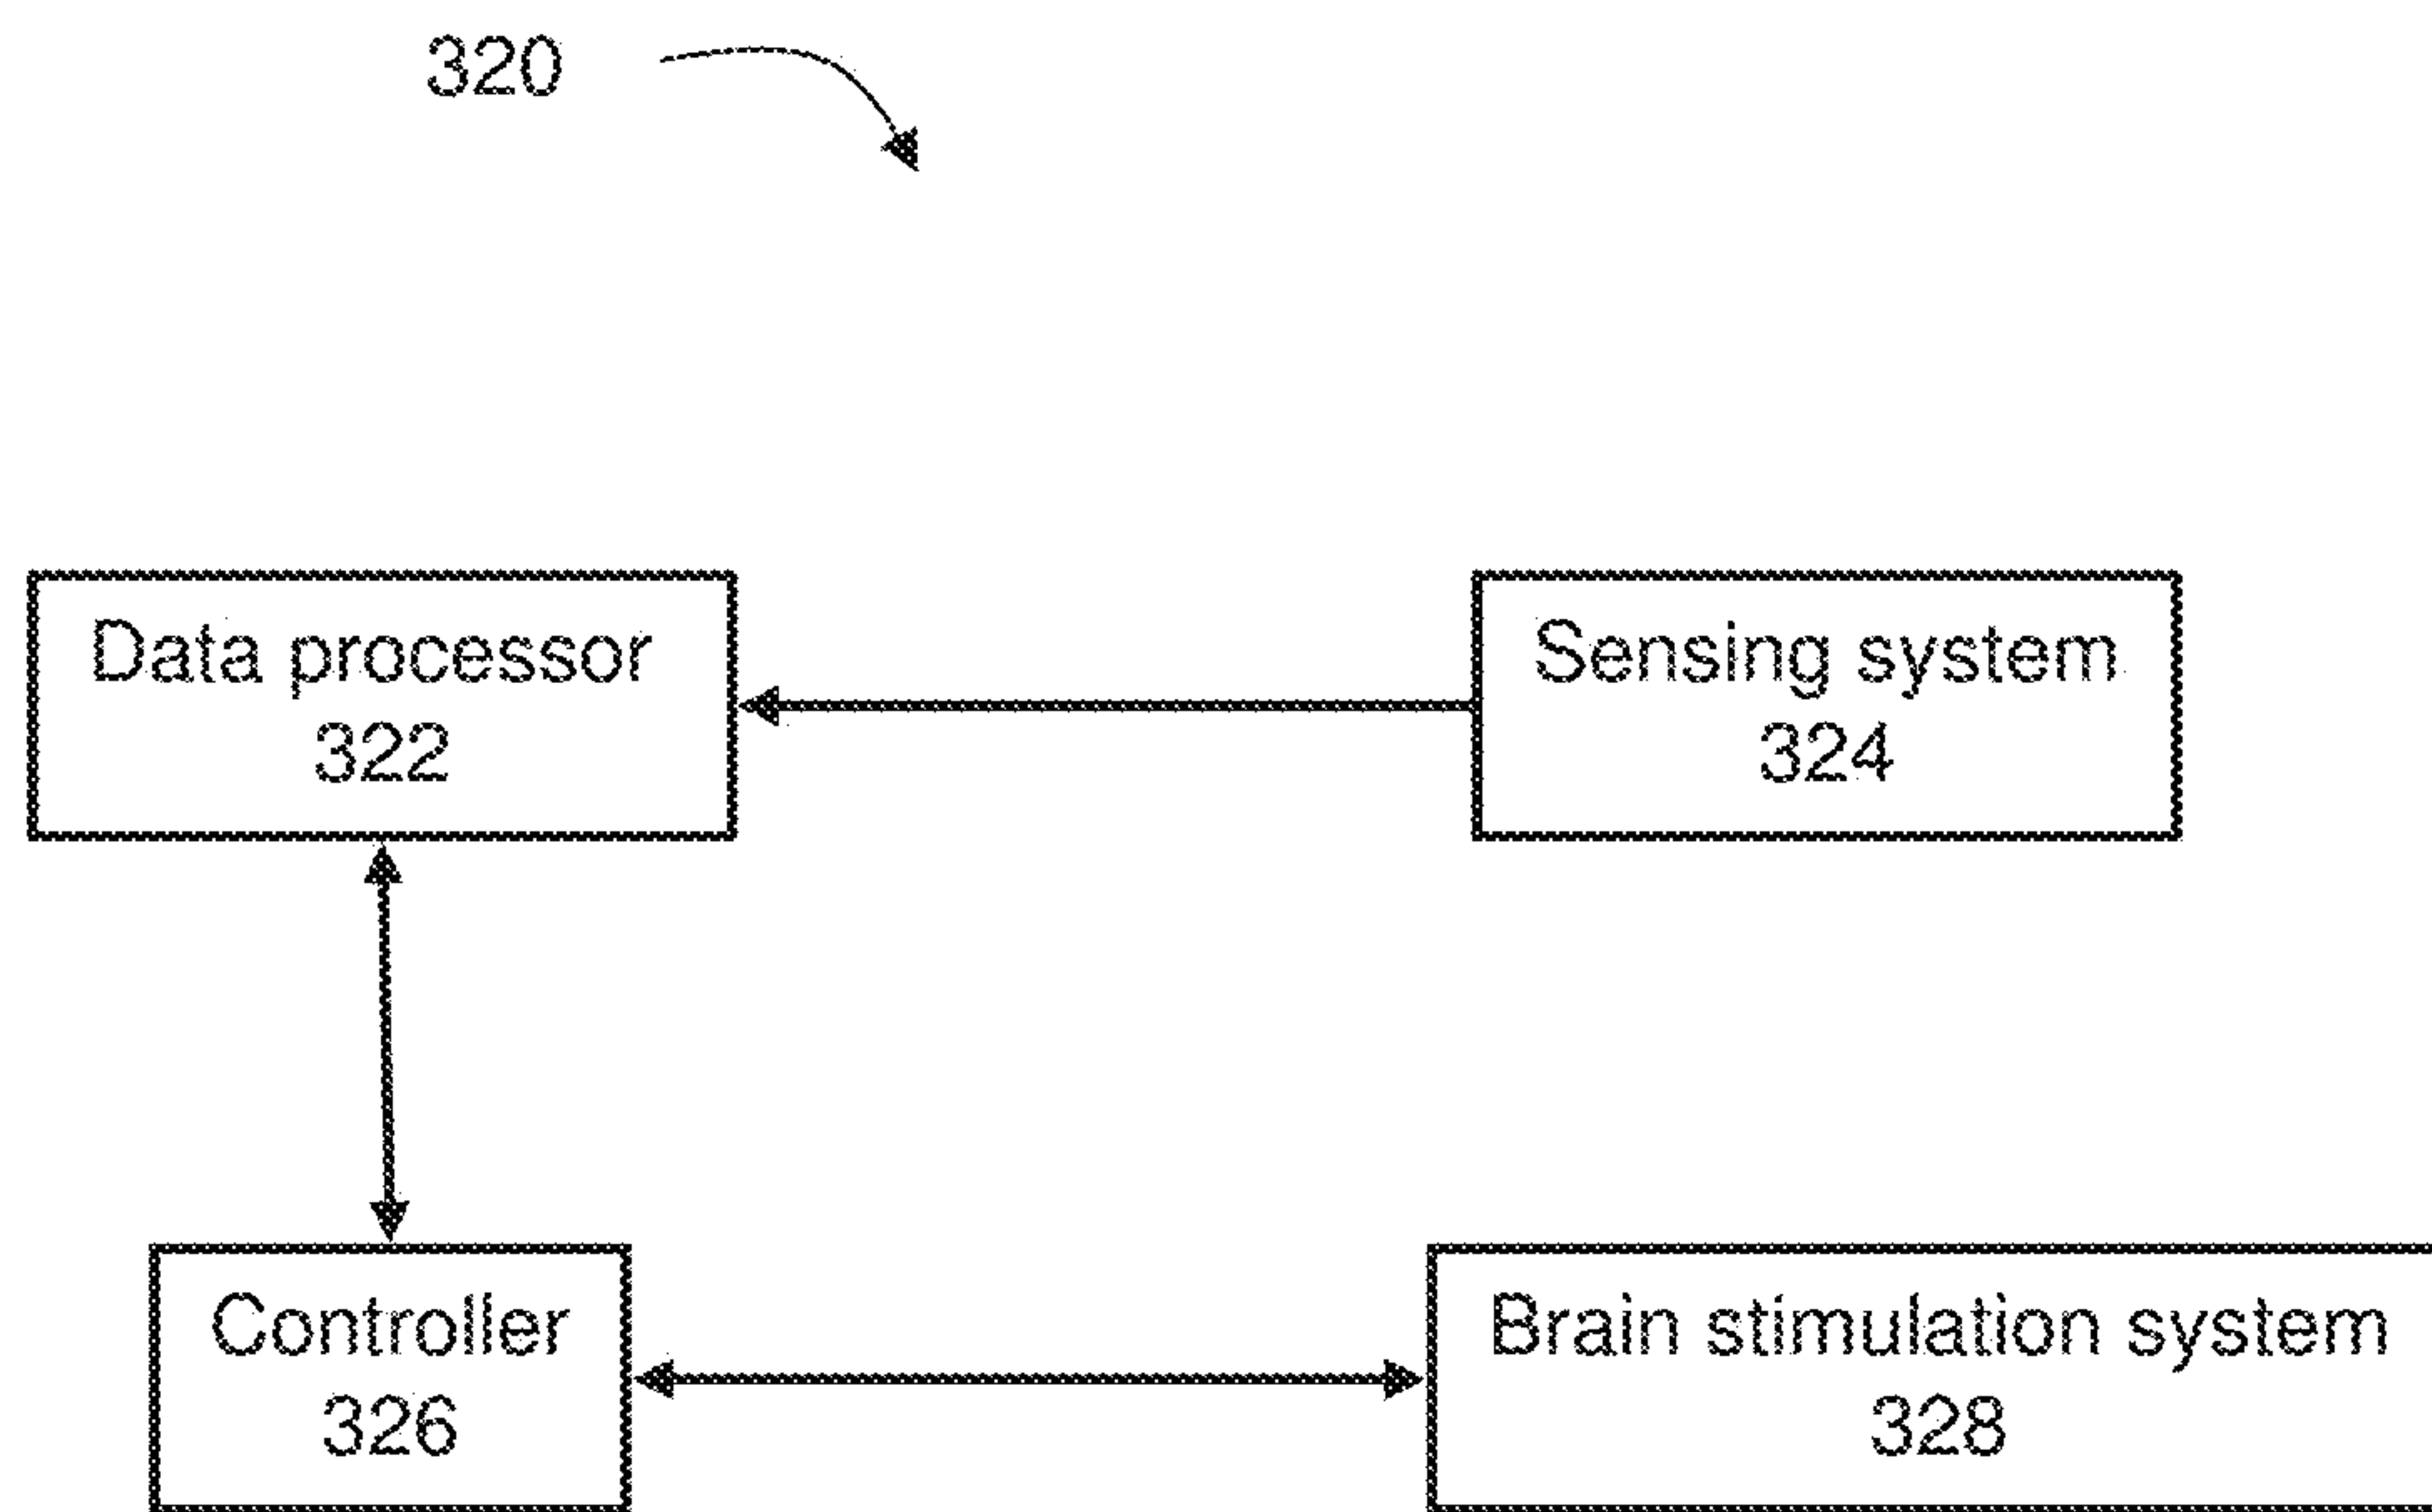 320
Data processor
322
Sensing system
324
Controller
326
Brain stimulation system
328